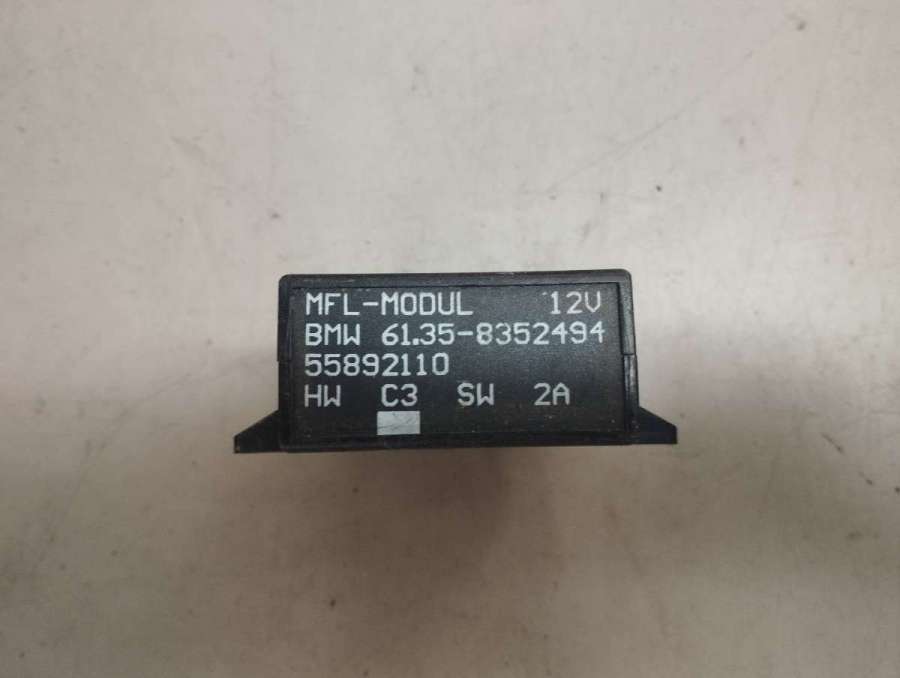 MFL-MODUL 12V
BMW 61.35-8352494
55892110
HW C3 SW 2A